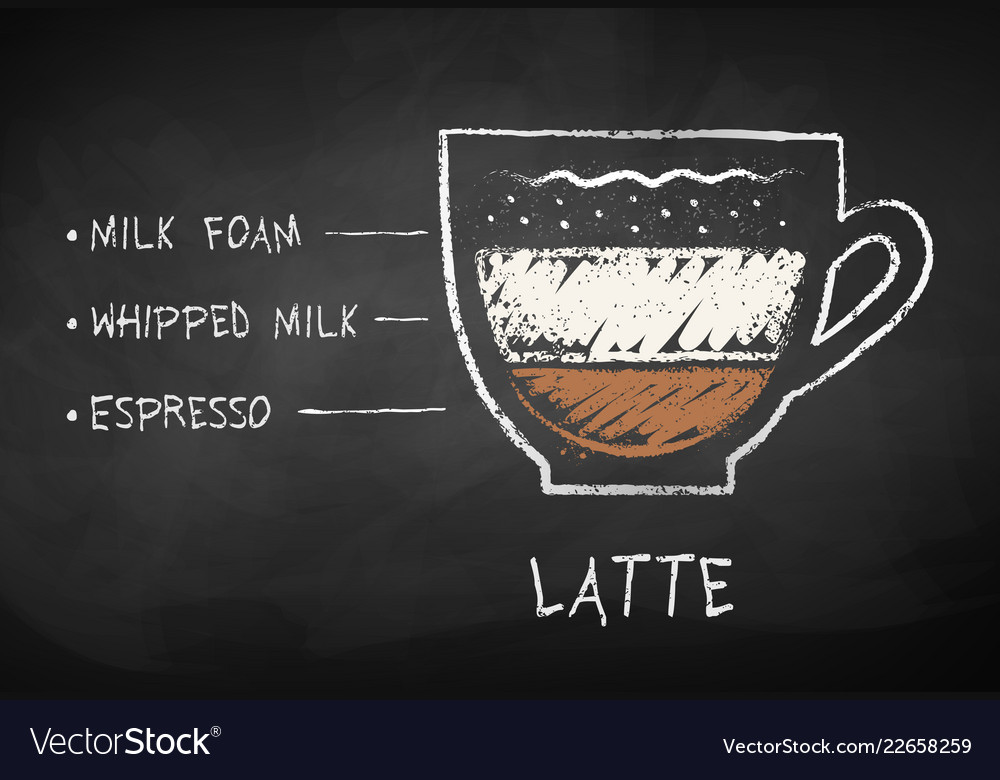 • MILK FOAM
• WHIPPED MILK
• ESPRESSO
LATTE
VectorStock®
VectorStock.com/22658259